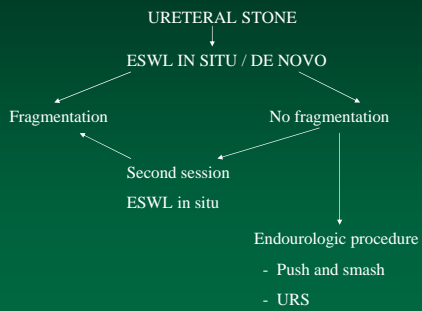 URETERAL STONE
ESWL IN SITU / DE NOVO
Fragmentation
No fragmentation
Second session
ESWL in situ
Endourologic procedure
- Push and smash
- URS